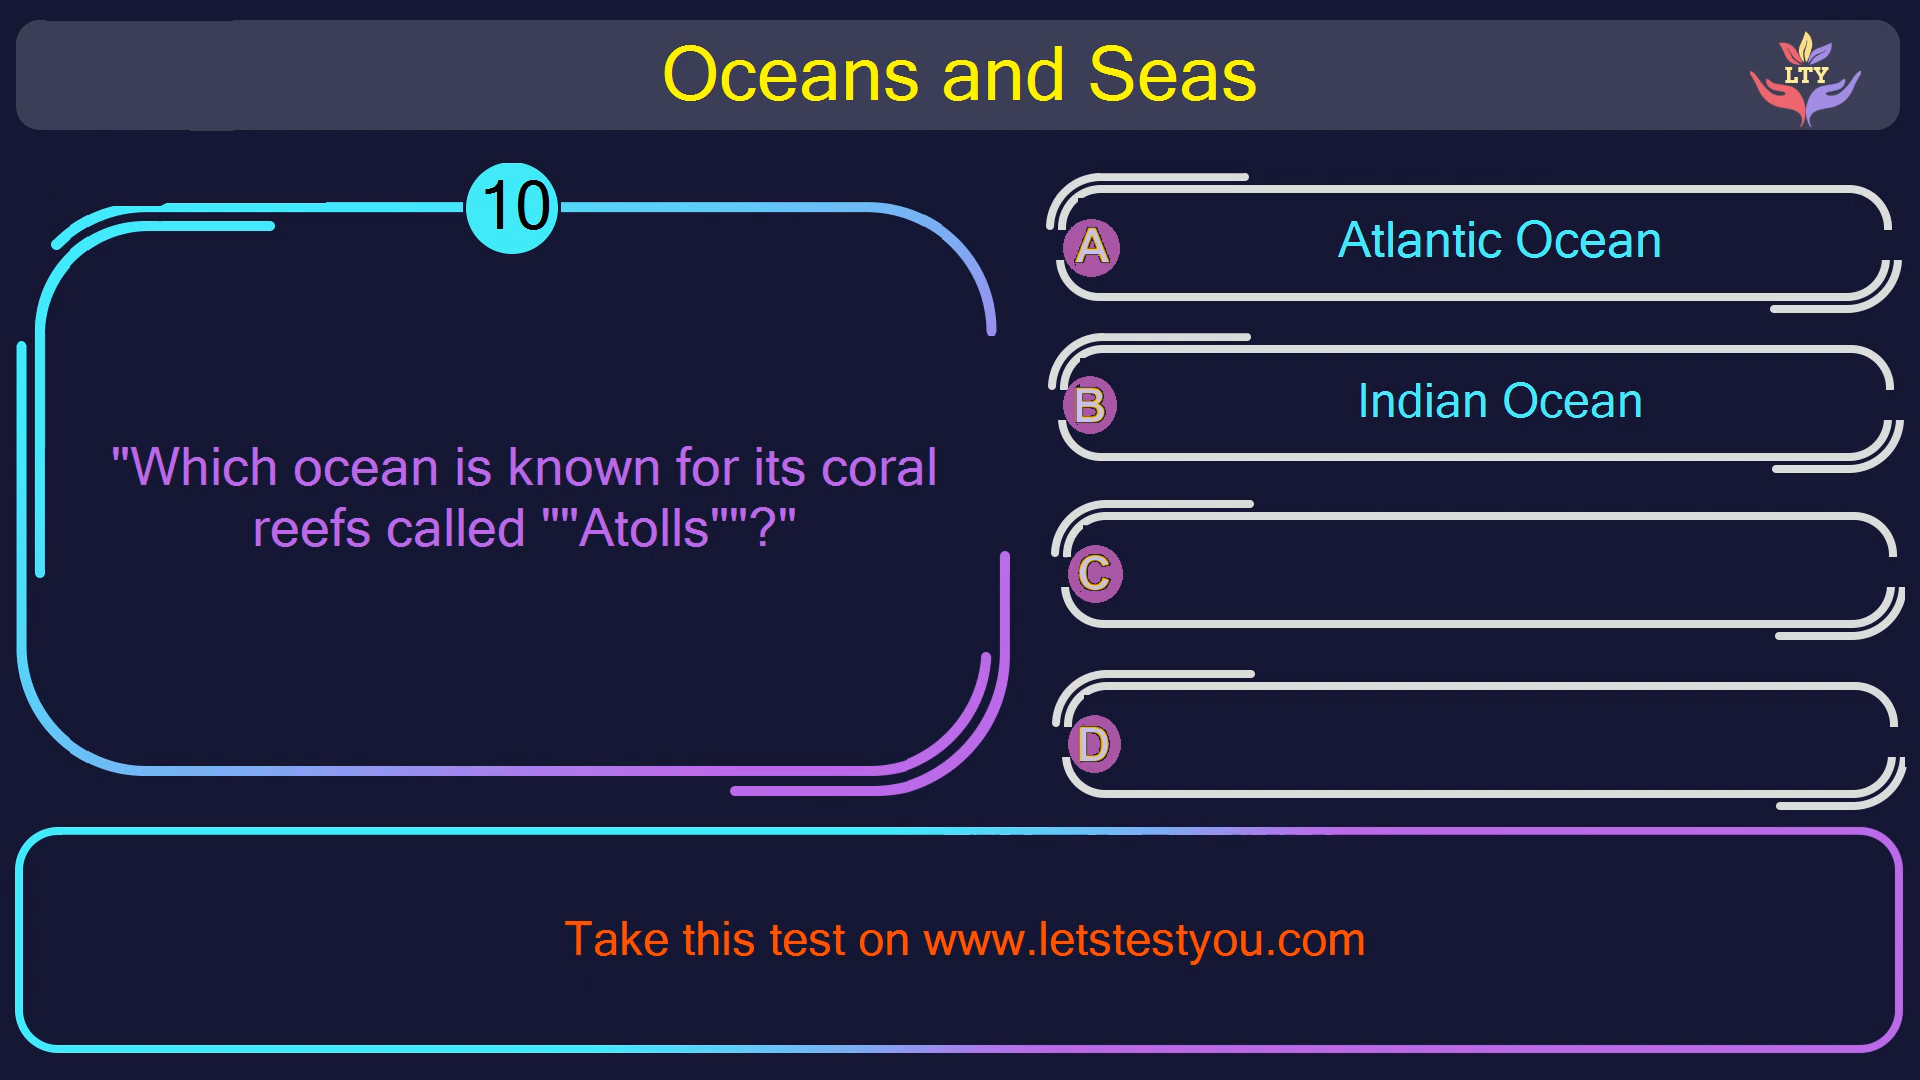 Oceans and Seas
LTY
10
"Which ocean is known for its coral
reefs called ""Atolls""?"
A
Atlantic Ocean
B
Indian Ocean
C
D
Take this test on www.letstestyou.com